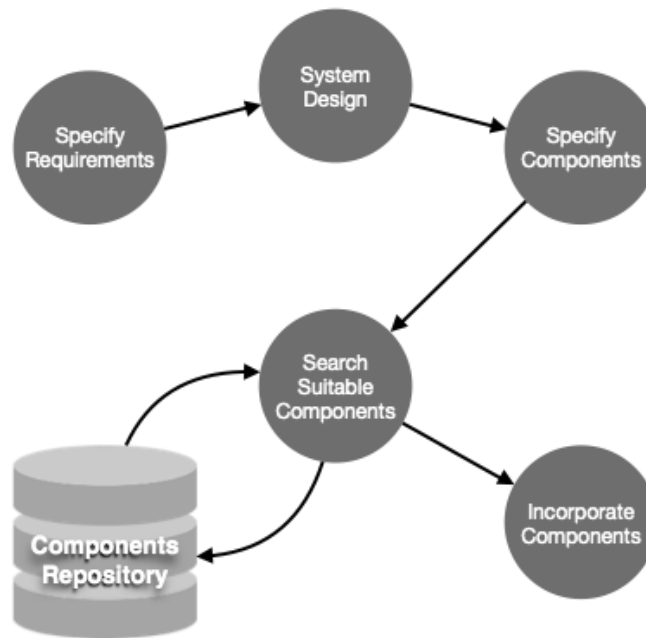 System
Design
Specify
Requirements
Specify
Components
Search
Suitable
Components
Components
Repository
Incorporate
Components